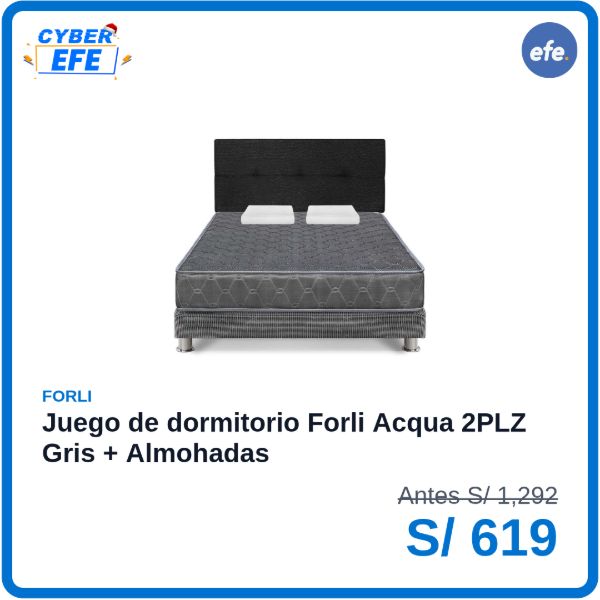 CYBER
EFE
efe.
FORLI
Juego de dormitorio Forli Acqua 2PLZ
Gris + Almohadas
Antes S/ 1,292
S/ 619